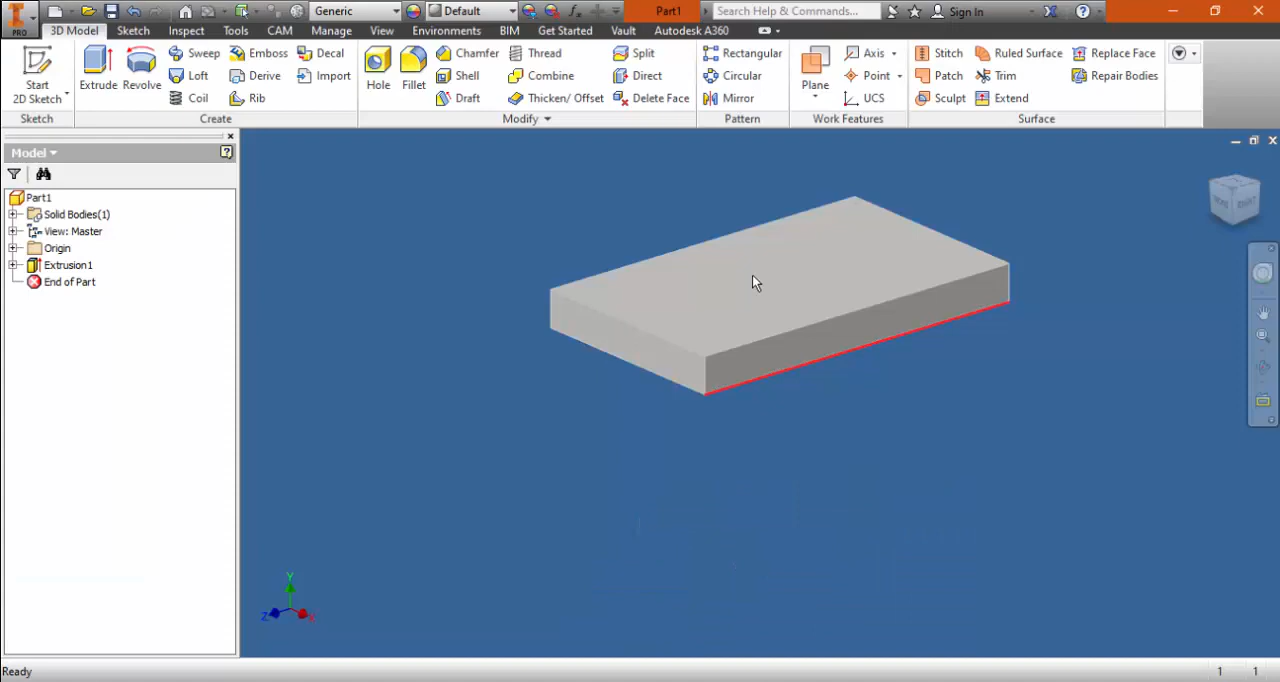 Generic
Default
Part1
Search Help & Commands...
Sign In
PRO
3D Model
Sketch
Inspect
Tools
CAM
Manage
View
Environments
BIM
Get Started
Vault
Autodesk A360
Start
2D Sketch
Extrude
Revolve
Sweep
Loft
Coil
Emboss
Derive
Rib
Decal
Import
Hole
Fillet
Chamfer
Shell
Draft
Thread
Combine
Thicken/ Offset
Split
Direct
Delete Face
Rectangular
Circular
Mirror
Plane
Axis
Point
UCS
Stitch
Patch
Sculpt
Ruled Surface
Trim
Extend
Replace Face
Repair Bodies
Sketch
Create
Modify
Pattern
Work Features
Surface
Model
Part1
Solid Bodies(1)
View: Master
Origin
Extrusion1
End of Part
Y
Z
X
Ready
1
1